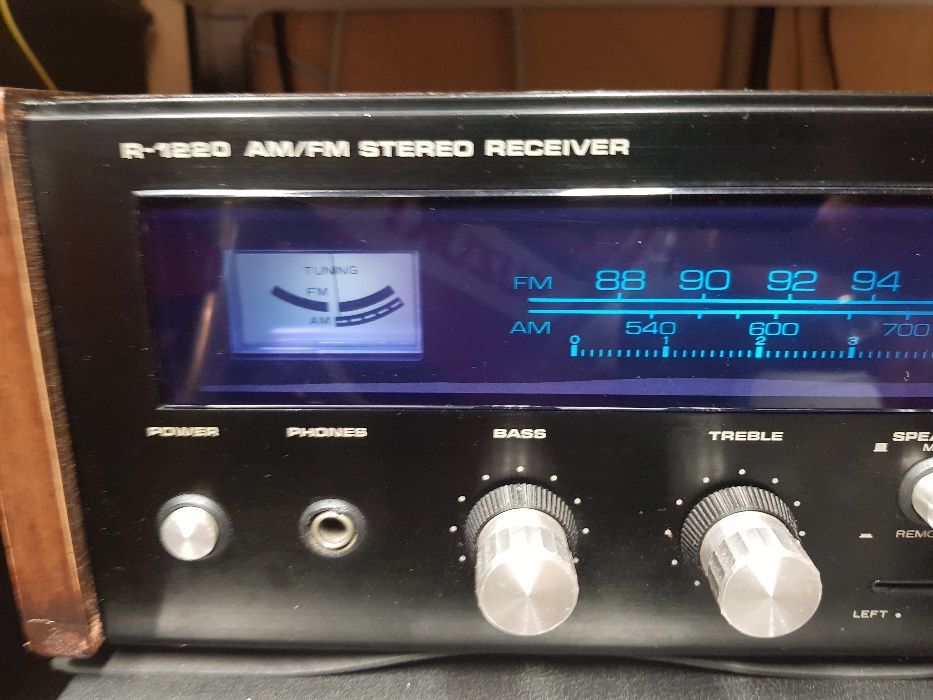 R-1220 AM/FM STEREO RECEIVER
TUNING
FM
AM
FM 88 90 92 94
AM 540 600 700
0 1 2 3
POWER PHONES BASS TREBLE
LEFT